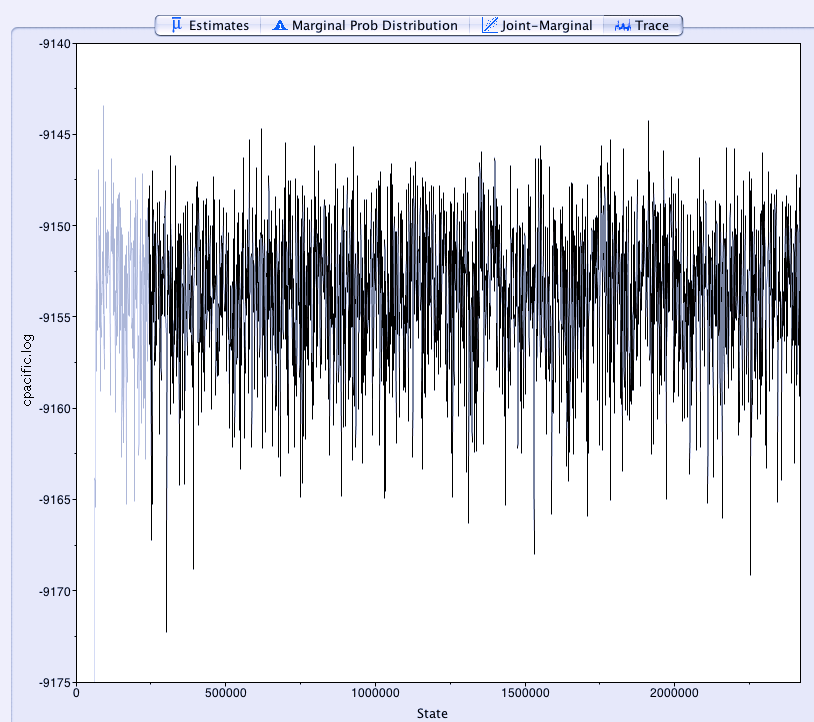 μ Estimates Marginal Prob Distribution Joint-Marginal Trace
-9140
-9145
-9150
-9155
cpacific.log
-9160
-9165
-9170
-9175
0 500000 1000000 1500000 2000000
State